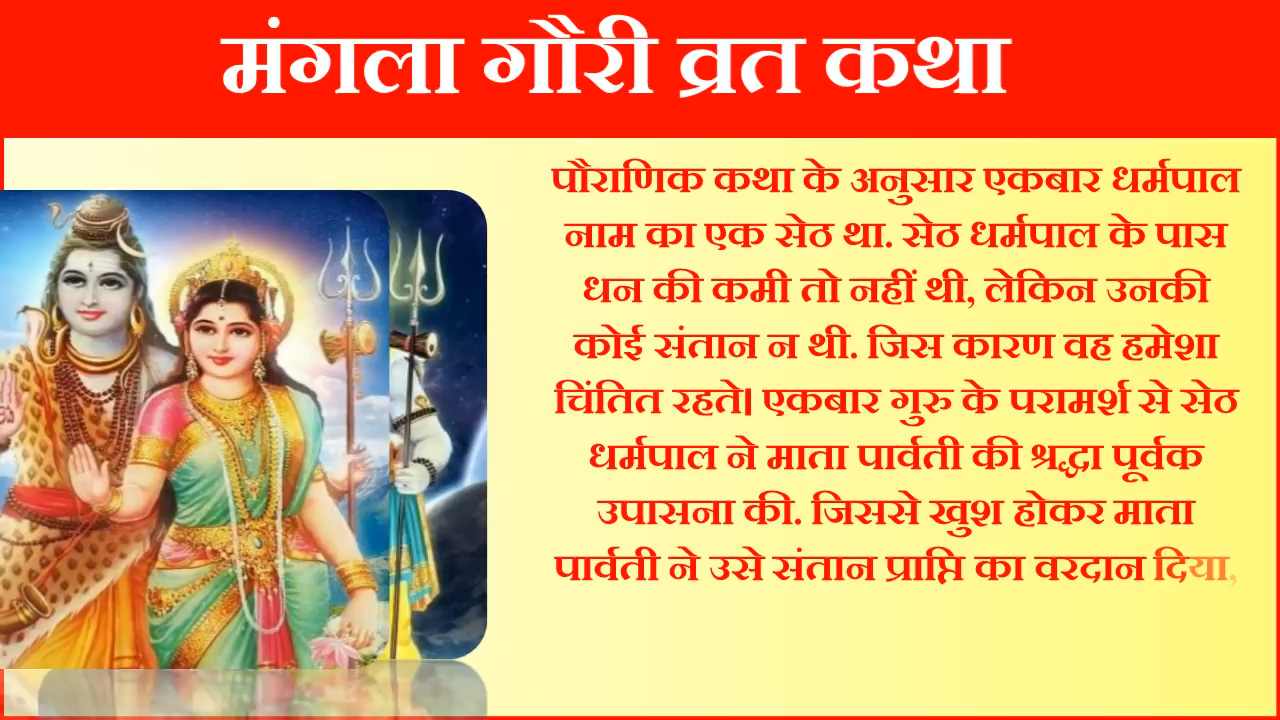 मंगला गौरी व्रत कथा
पौराणिक कथा के अनुसार एकबार धर्मपाल
नाम का एक सेठ था. सेठ धर्मपाल के पास
धन की कमी तो नहीं थी, लेकिन उनकी
कोई संतान न थी. जिस कारण वह हमेशा
चिंतित रहते। एकबार गुरु के परामर्श से सेठ
धर्मपाल ने माता पार्वती की श्रद्धा पूर्वक
उपासना की. जिससे खुश होकर माता
पार्वती ने उसे संतान प्राप्ति का वरदान दिया,